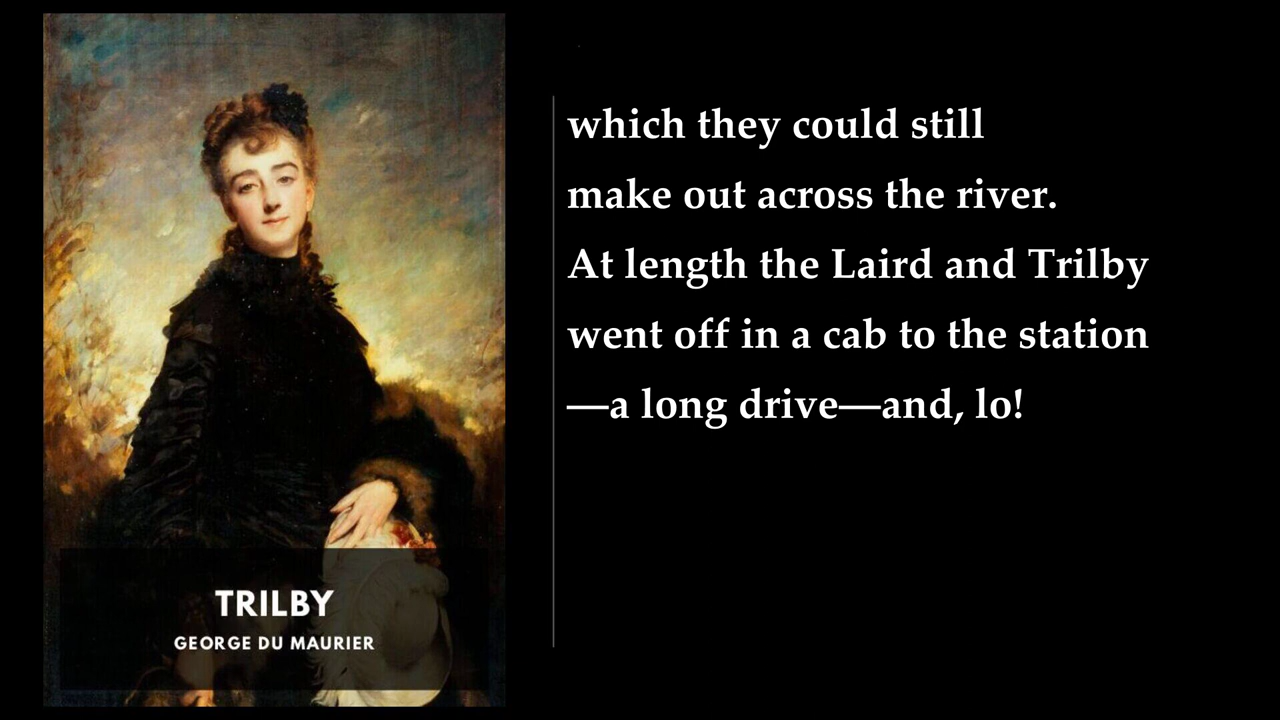 which they could still
make out across the river.
At length the Laird and Trilby
went off in a cab to the station
—a long drive—and, lo!
TRILBY
GEORGE DU MAURIER